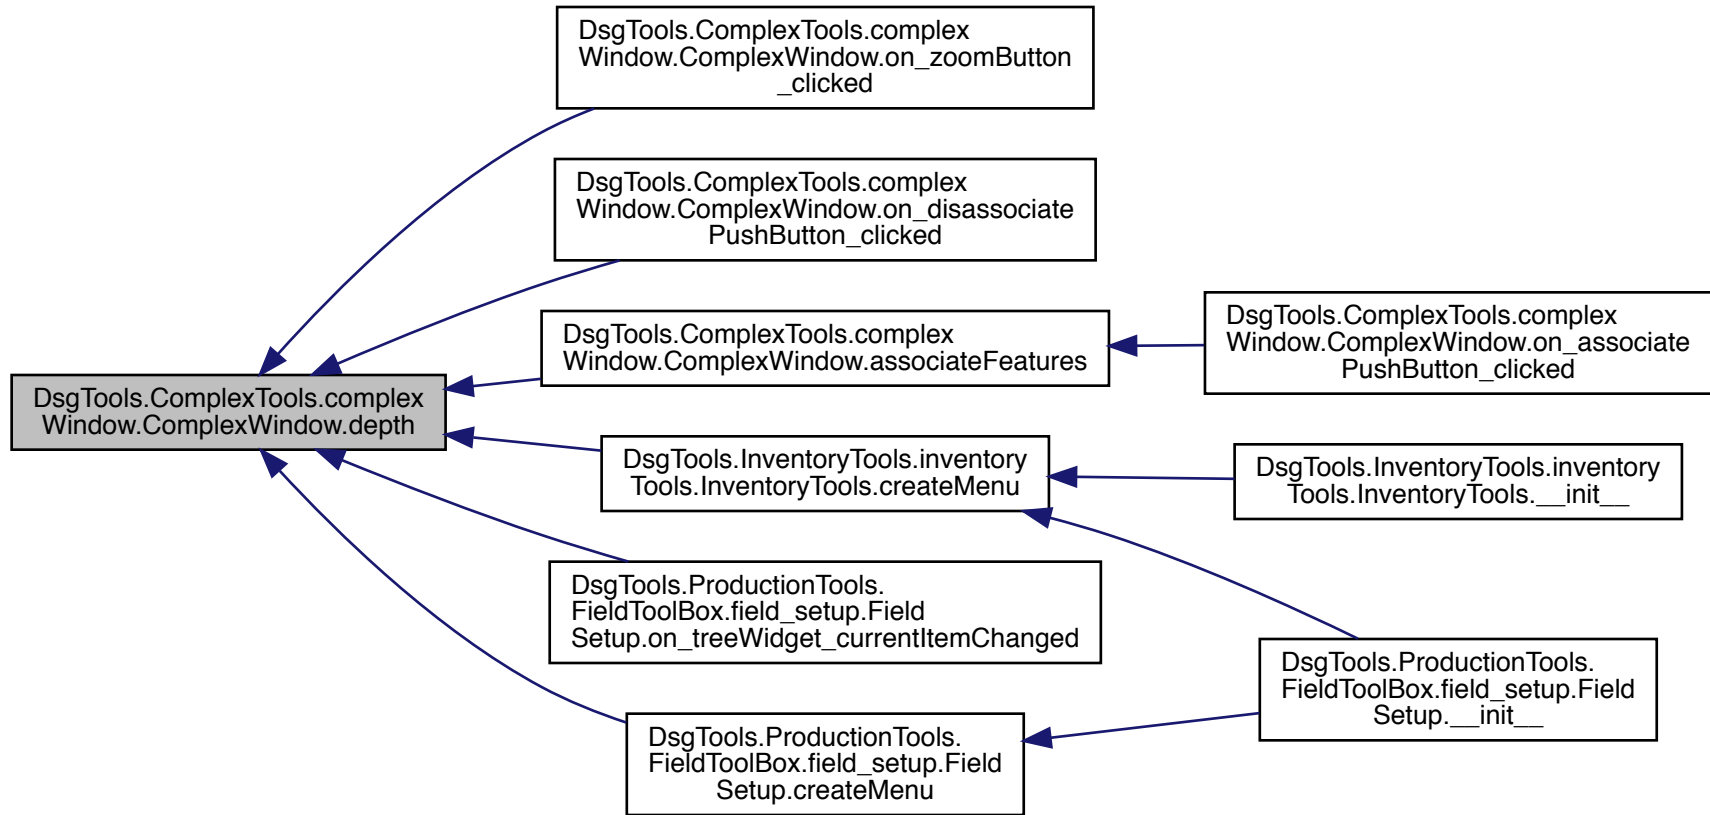 DsgTools.ComplexTools.complex
Window.ComplexWindow.on_zoomButton
_clicked
DsgTools.ComplexTools.complex
Window.ComplexWindow.on_disassociate
PushButton_clicked
DsgTools.ComplexTools.complex
Window.ComplexWindow.associateFeatures
DsgTools.ComplexTools.complex
Window.ComplexWindow.on_associate
PushButton_clicked
DsgTools.ComplexTools.complex
Window.ComplexWindow.depth
DsgTools.InventoryTools.inventory
Tools.InventoryTools.createMenu
DsgTools.InventoryTools.inventory
Tools.InventoryTools.__init__
DsgTools.ProductionTools.
FieldToolBox.field_setup.Field
Setup.on_treeWidget_currentItemChanged
DsgTools.ProductionTools.
FieldToolBox.field_setup.Field
Setup.__init__
DsgTools.ProductionTools.
FieldToolBox.field_setup.Field
Setup.createMenu